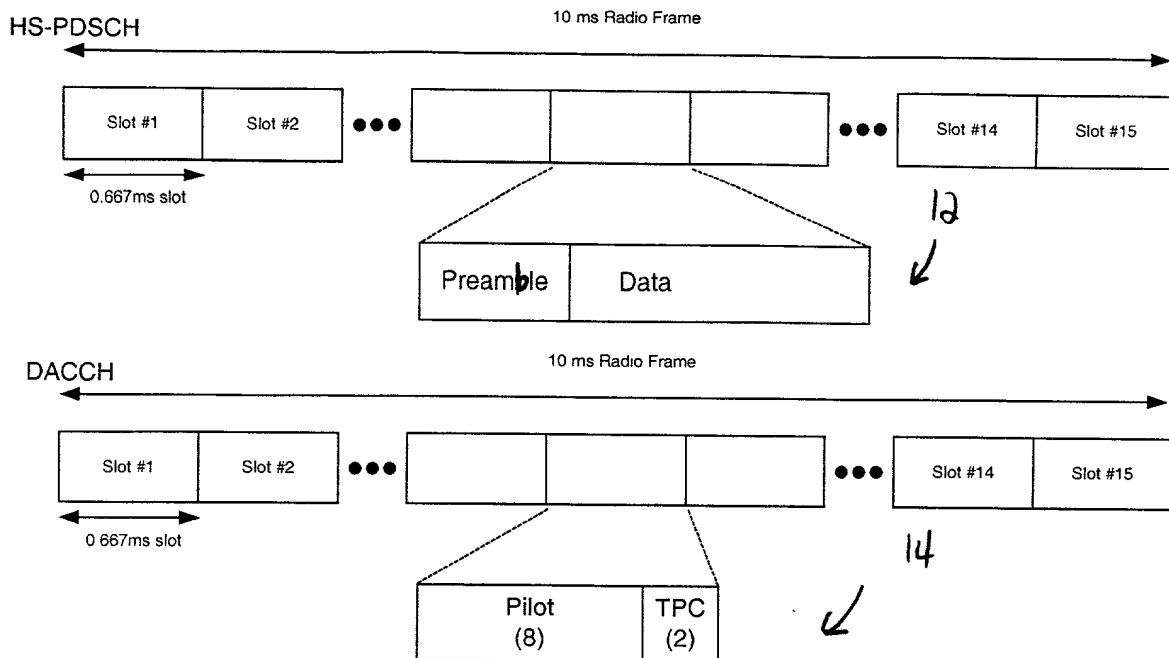 HS-PDSCH
10 ms Radio Frame
Slot #1
Slot #2
Slot #14
Slot #15
0.667ms slot
12
Preamble
Data
DACCH
10 ms Radio Frame
Slot #1
Slot #2
Slot #14
Slot #15
0 667ms slot
14
Pilot
(8)
TPC
(2)